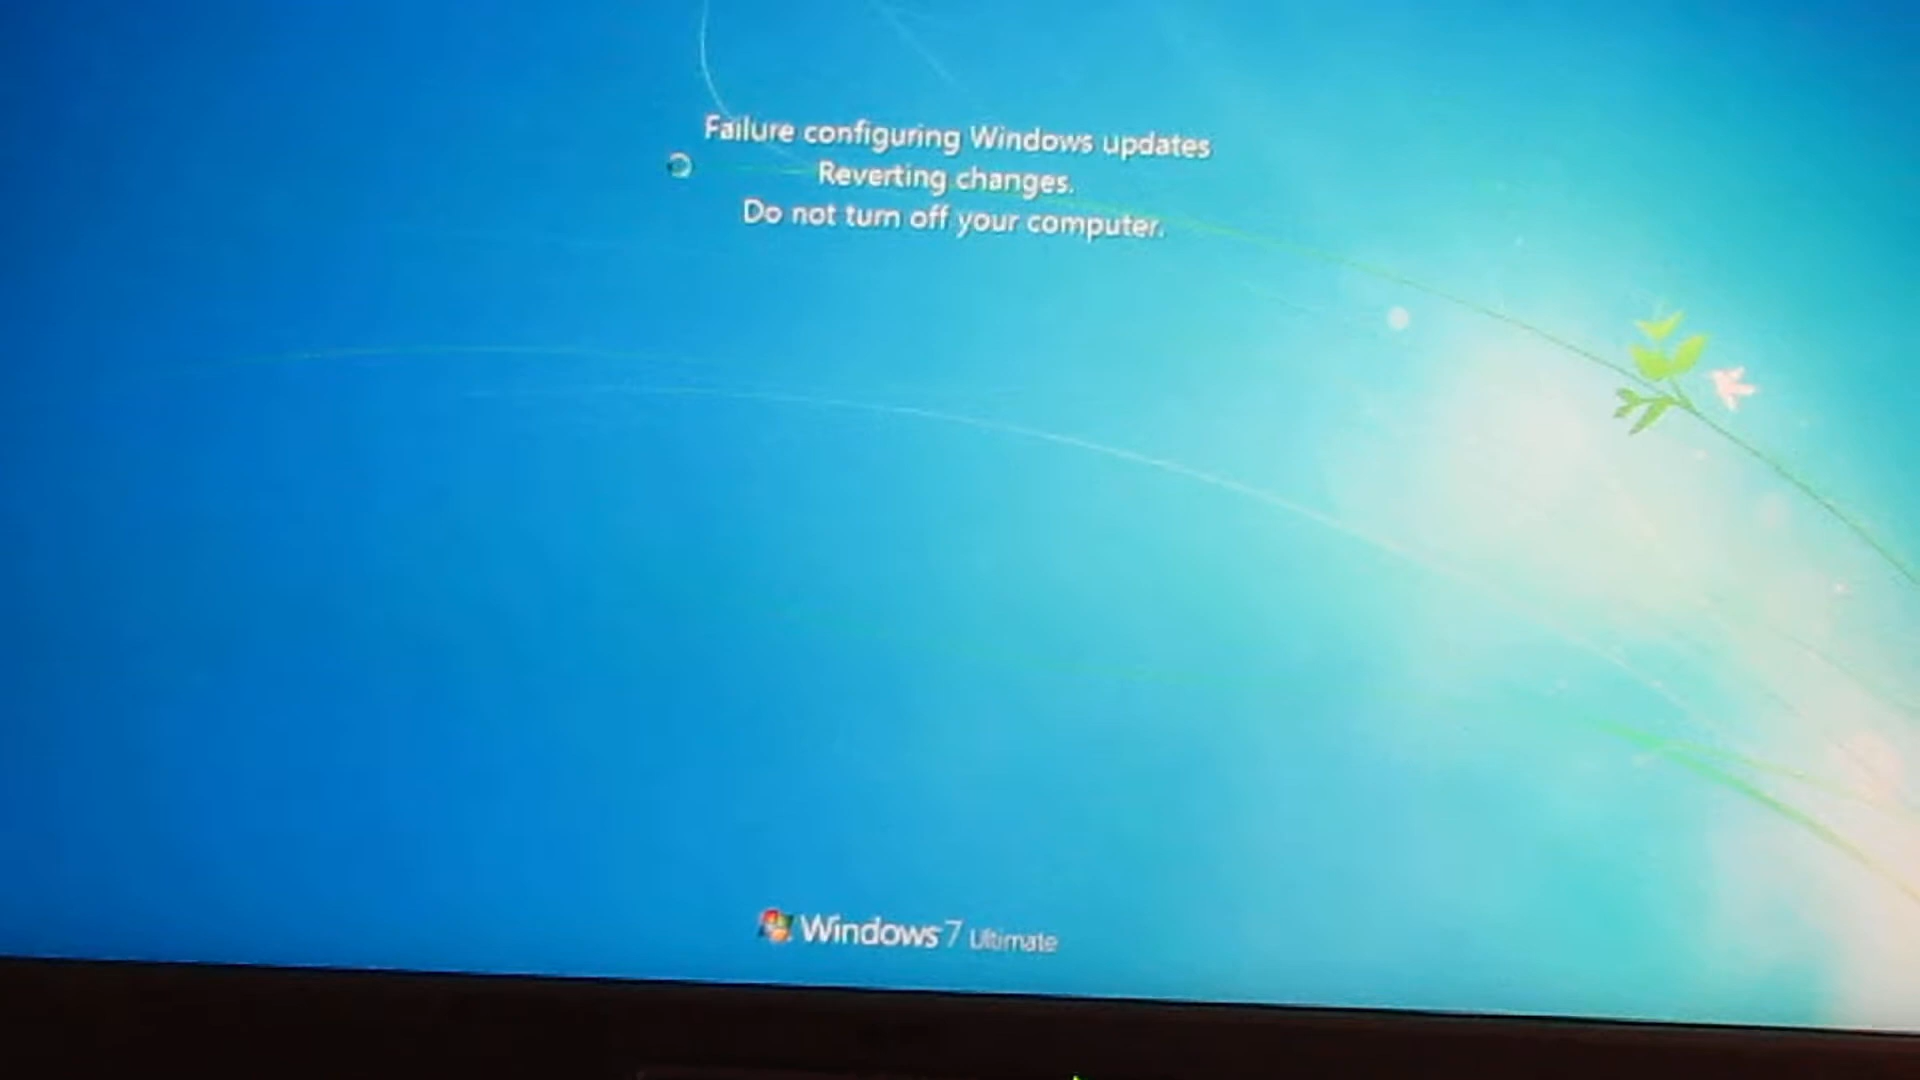 Failure configuring Windows updates
Reverting changes.
Do not turn off your computer.
Windows 7 Ultimate